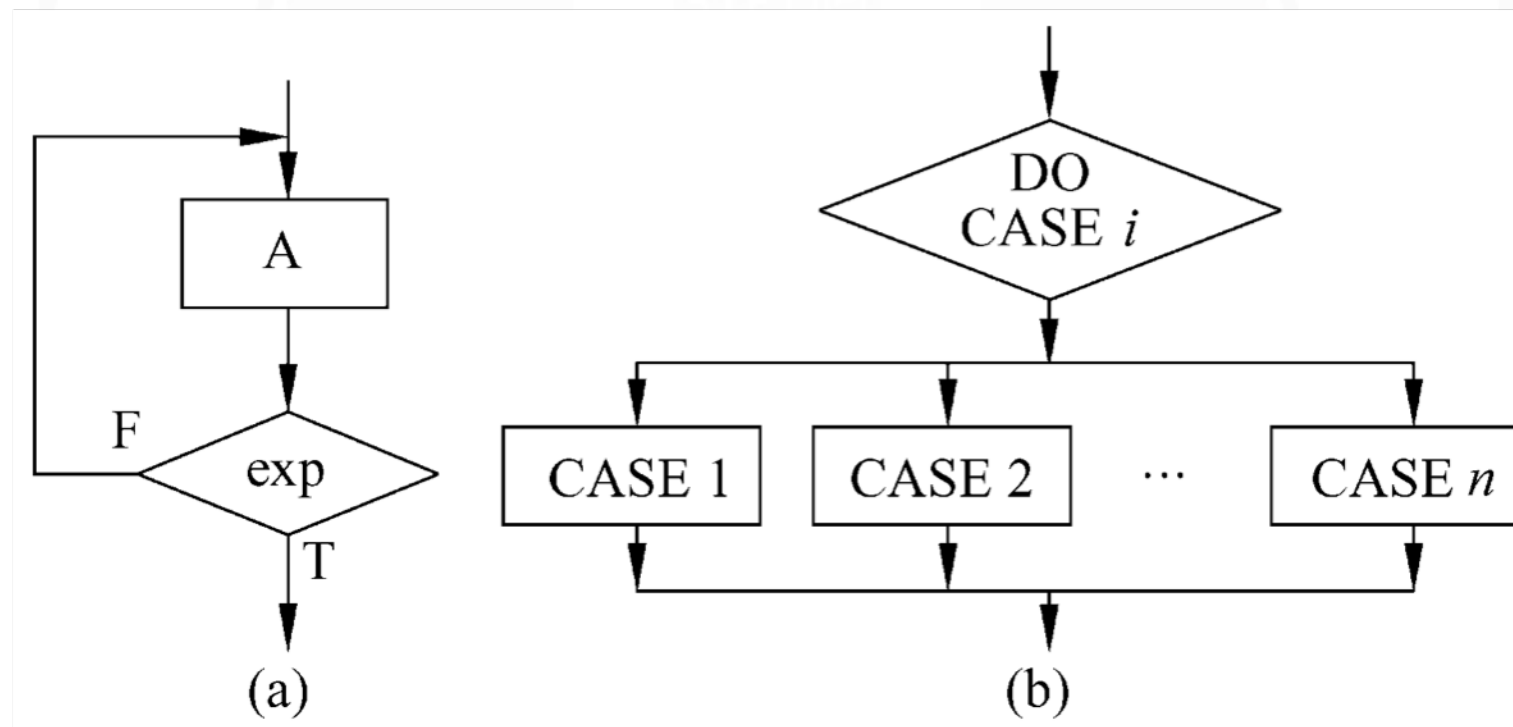 A
F
exp
T
(a)
DO
CASE i
CASE 1
CASE 2
...
CASE n
(b)